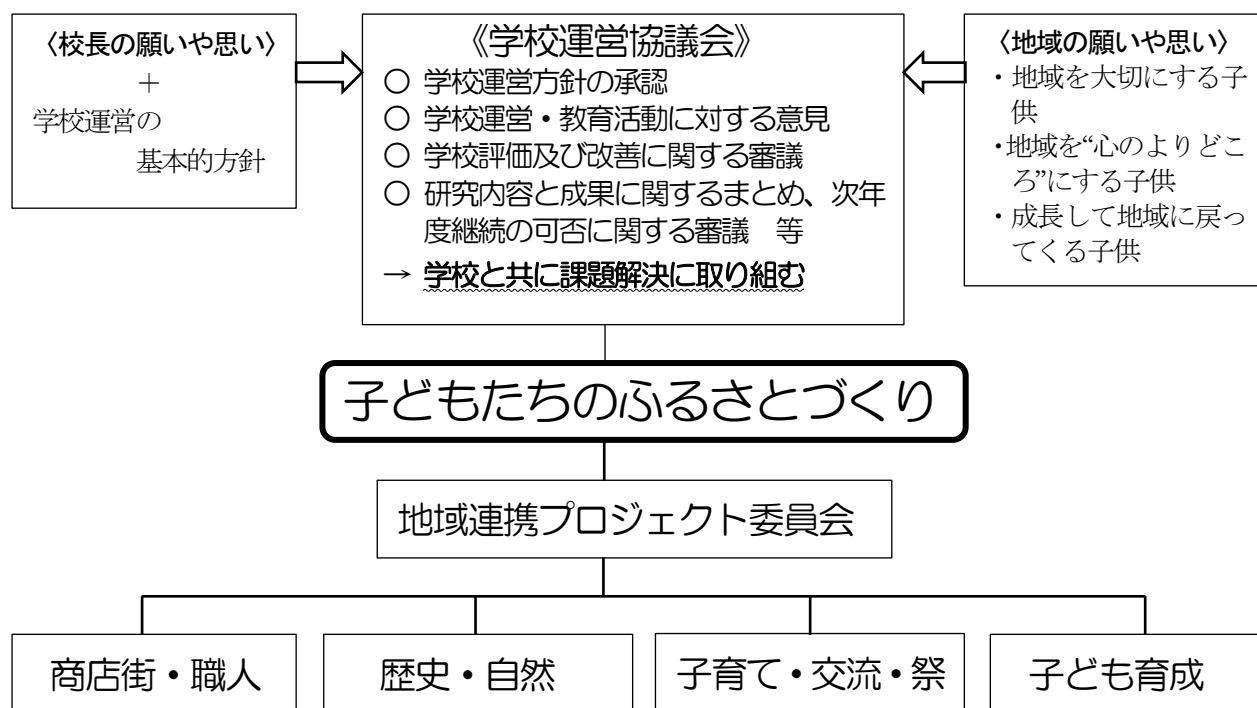 〈校長の願いや思い〉
＋
学校運営の
基本的方針
《学校運営協議会》
○ 学校運営方針の承認
○ 学校運営・教育活動に対する意見
○ 学校評価及び改善に関する審議
○ 研究内容と成果に関するまとめ、次年
度継続の可否に関する審議　等
→ 学校と共に課題解決に取り組む
〈地域の願いや思い〉
・地域を大切にする子
供
・地域を“心のよりどこ
ろ”にする子供
・成長して地域に戻っ
てくる子供
子どもたちのふるさとづくり
地域連携プロジェクト委員会
商店街・職人
歴史・自然
子育て・交流・祭
子ども育成